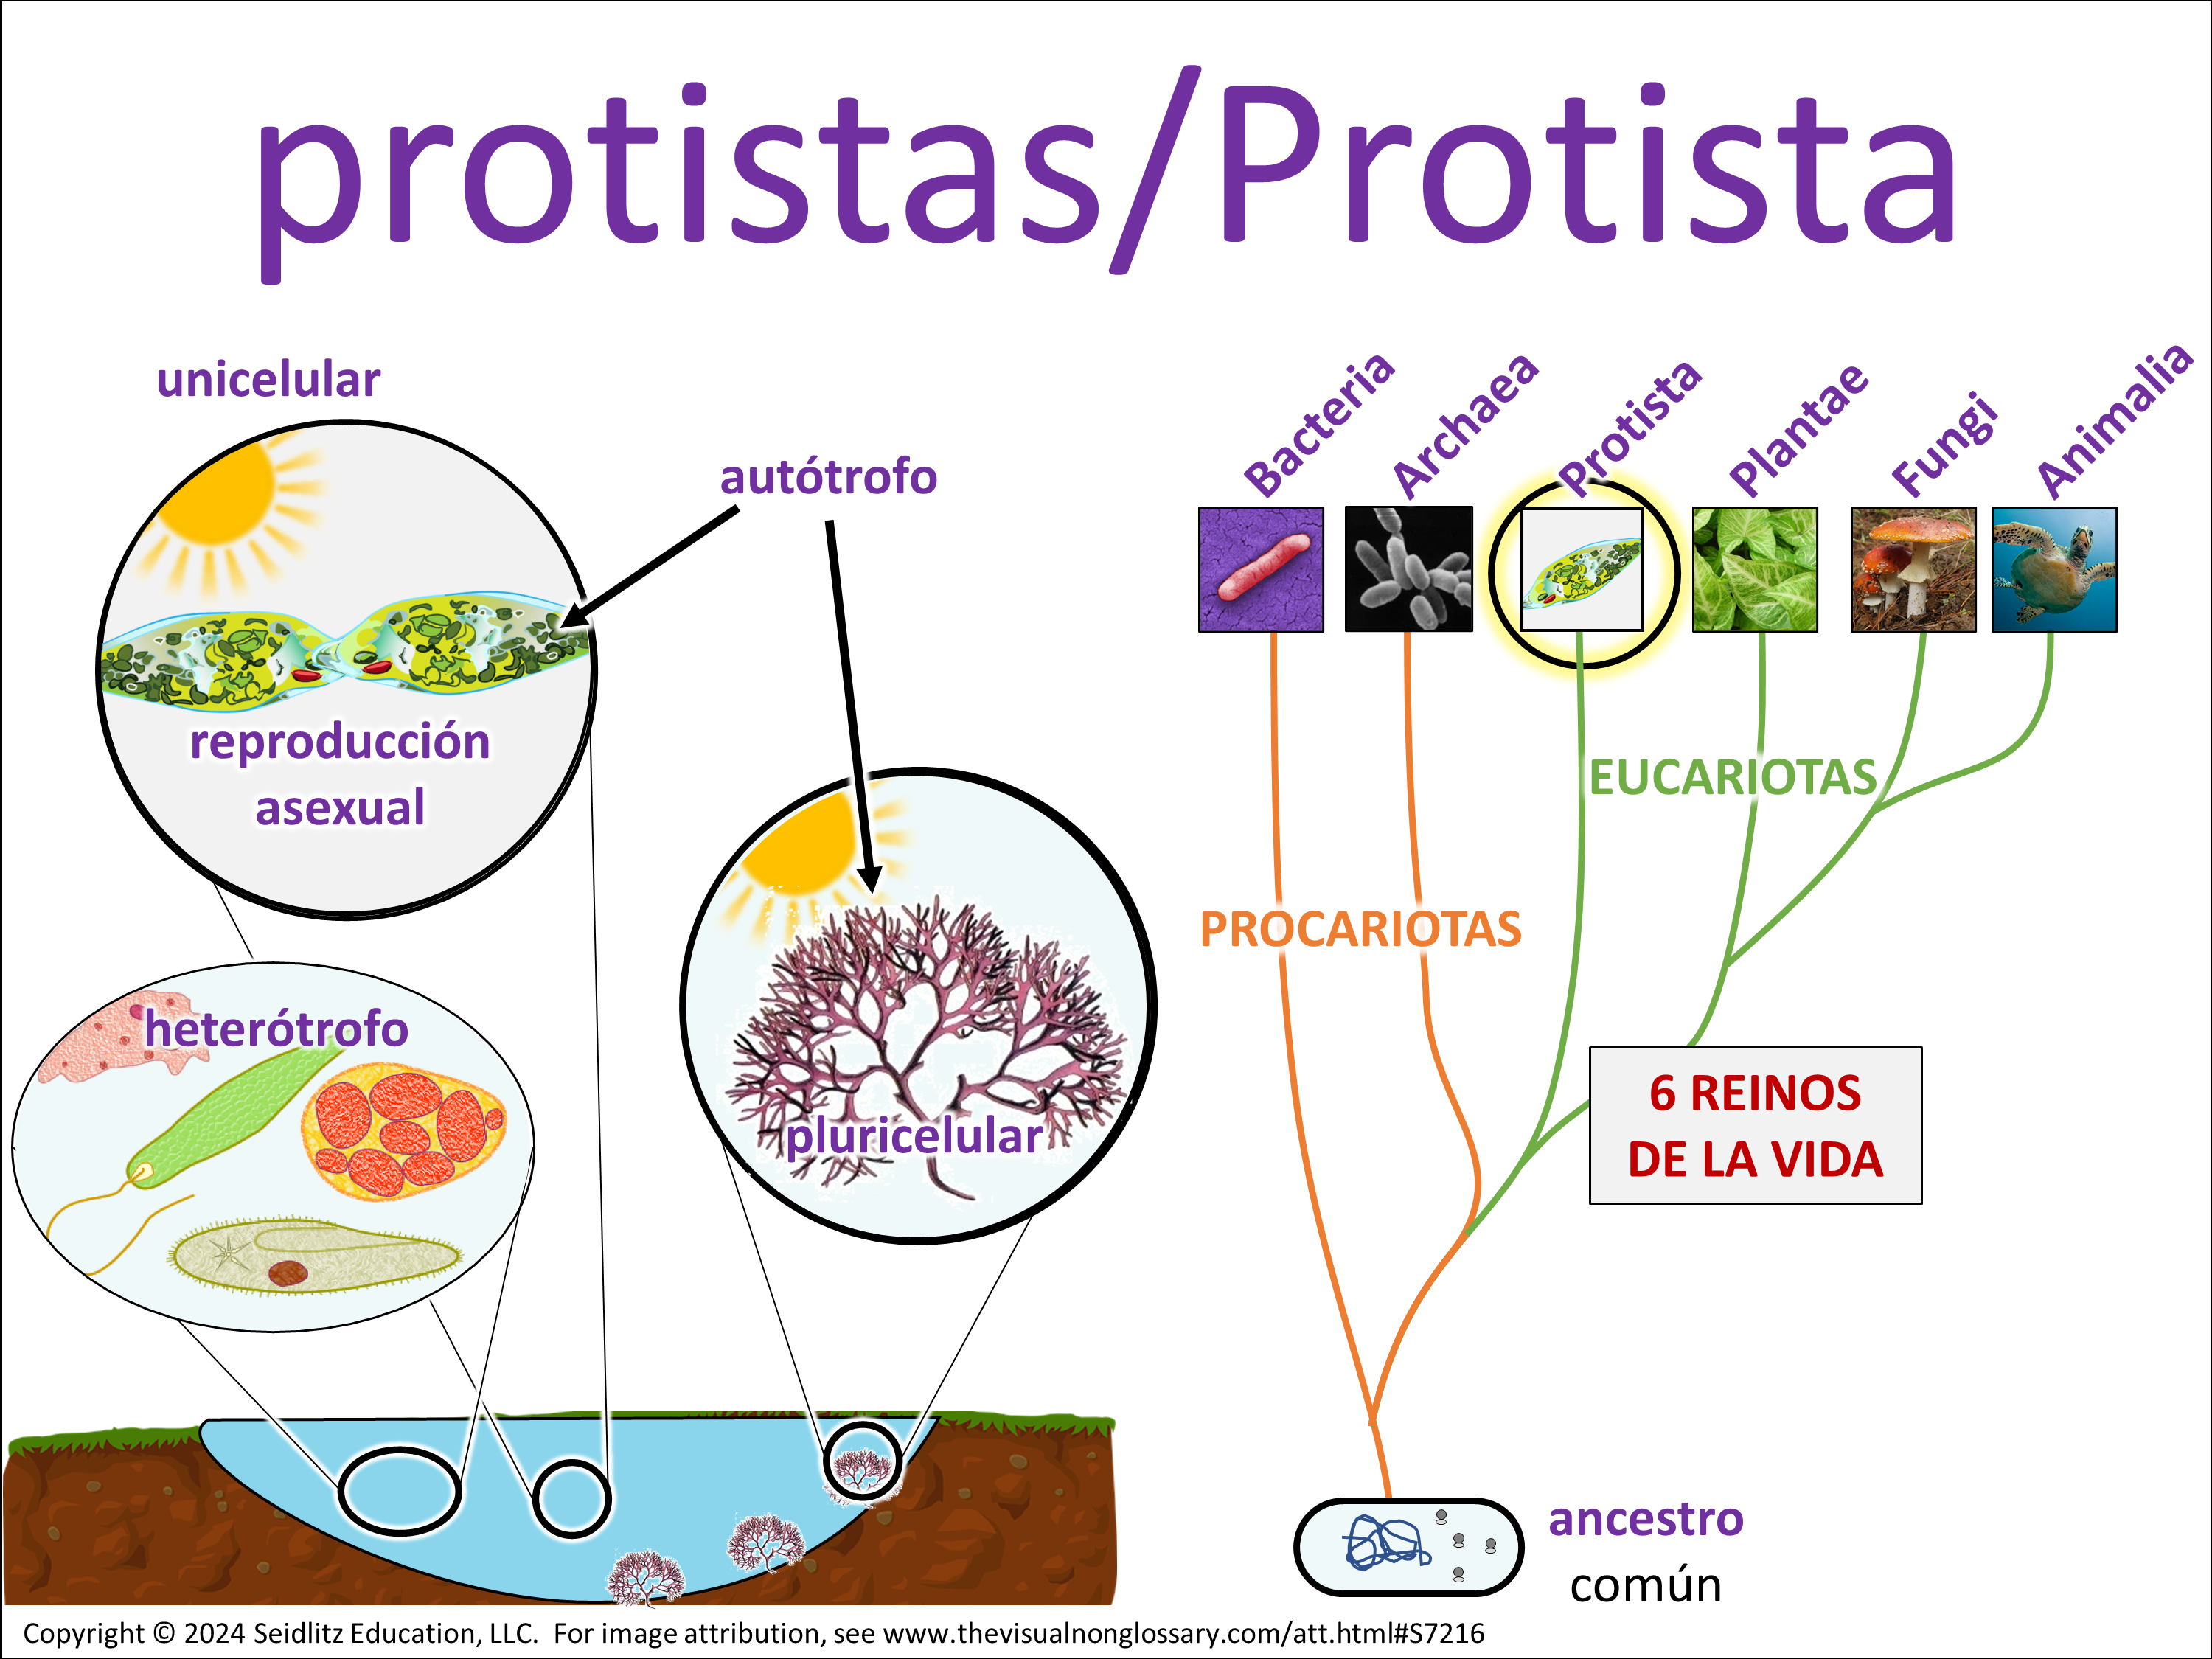 protistas/Protista
unicelular
autótrofo
reproducción
asexual
heterótrofo
pluricelular
Bacteria
Archaea
Protista
Plantae
Fungi
Animalia
EUCARIOTAS
PROCARIOTAS
6 REINOS
DE LA VIDA
ancestro
común
Copyright © 2024 Seidlitz Education, LLC.  For image attribution, see www.thevisualnonglossary.com/att.html#S7216